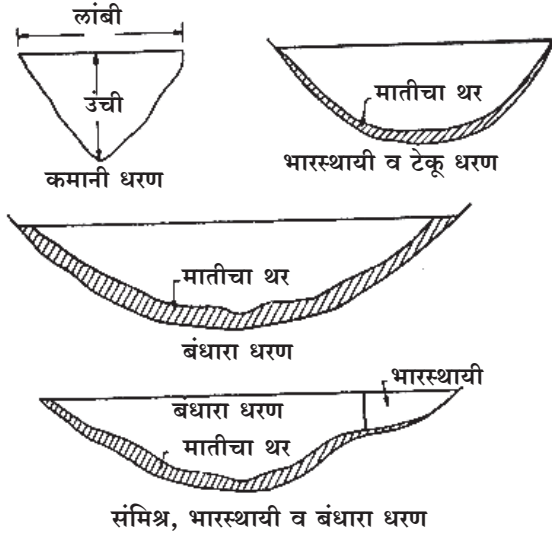 लांबी
उंची
कमानी धरण
मातीचा थर
भारस्थायी व टेकू धरण
मातीचा थर
बंधारा धरण
भारस्थायी
बंधारा धरण
मातीचा थर
संमिश्र, भारस्थायी व बंधारा धरण